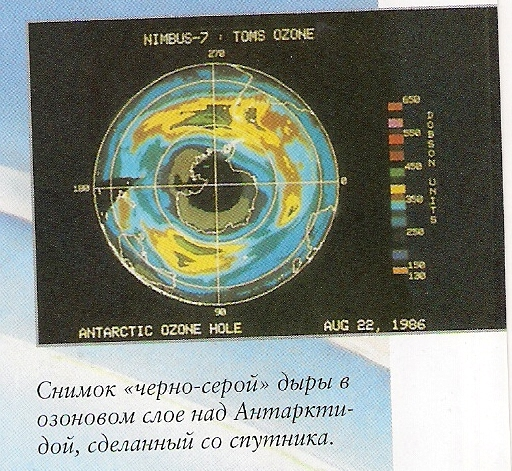 NIMBUS-7 : TOMS OZONE
270
180
0
90
650
550
450
350
250
150
130
DOBSON UNITS
ANTARCTIC OZONE HOLE
AUG 22, 1986
Снимок «черно-серой» дыры в
озоновом слое над Антаркти-
дой, сделанный со спутника.